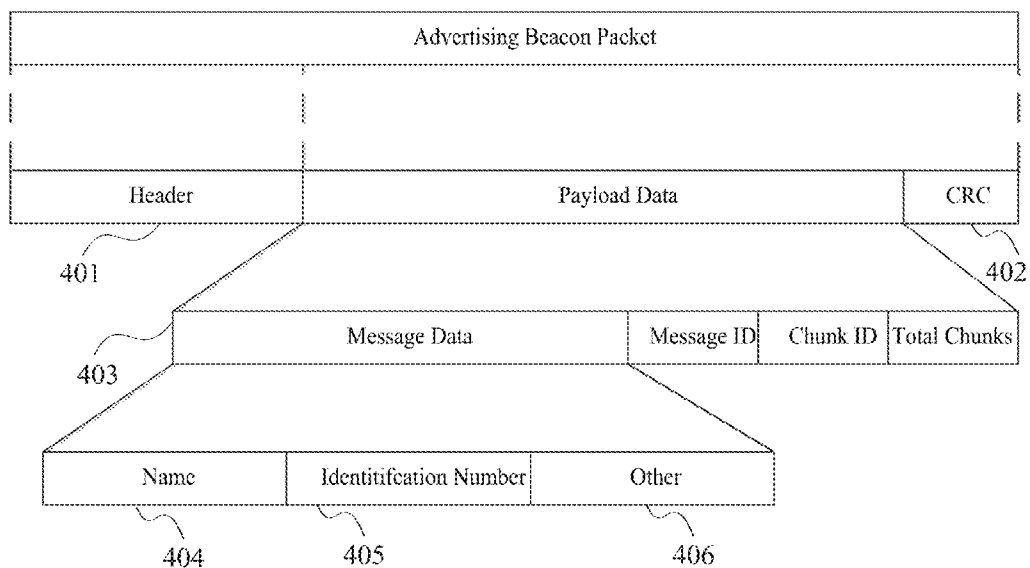 Advertising Beacon Packet
Header Payload Data CRC
401 402
Message Data Message ID Chunk ID Total Chunks
403
Name Identitifcation Number Other
404 405 406